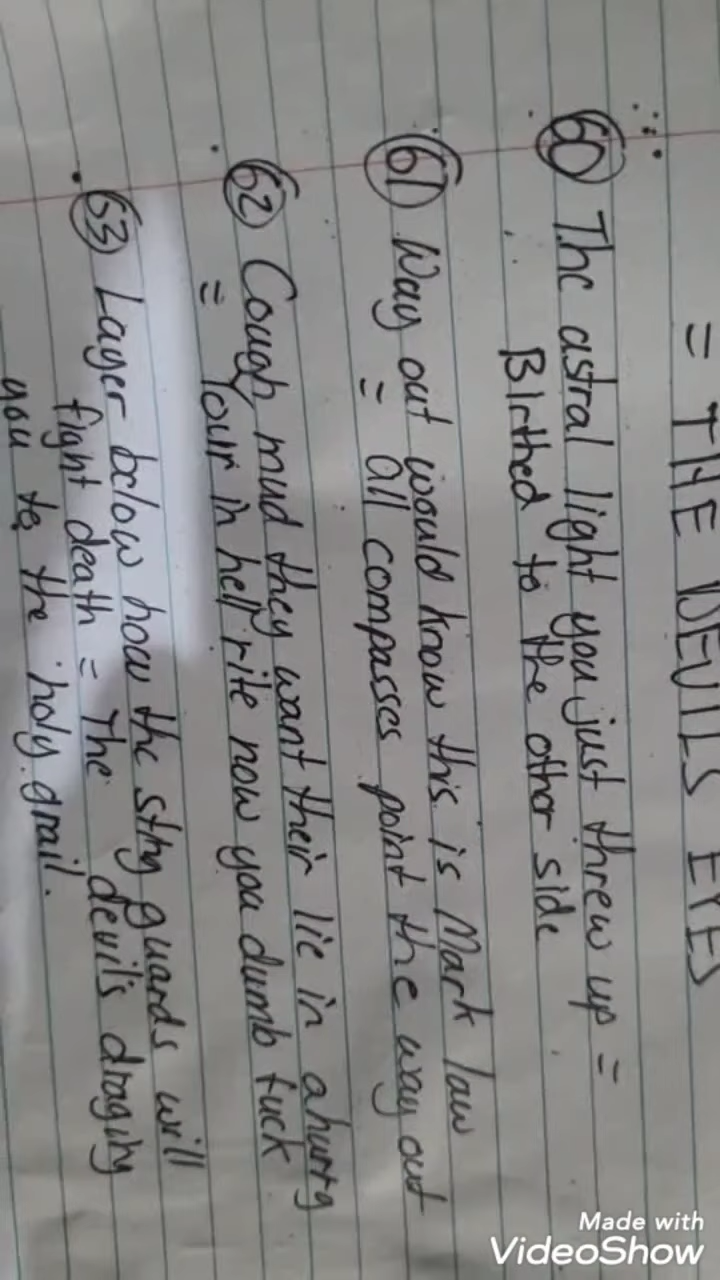 = THE DEVILS EYES
60 The astral light you just threw up =
Birthed to the other side
61 Way out would know this is Mark law
= all compasses point the way out
62 Cough mud they want their lie in a hurry
= Your in hell rite now you dumb fuck
63 Layer below how the sting guards will
fight death = The devil's draging
you to the holy grail.
Made with
VideoShow